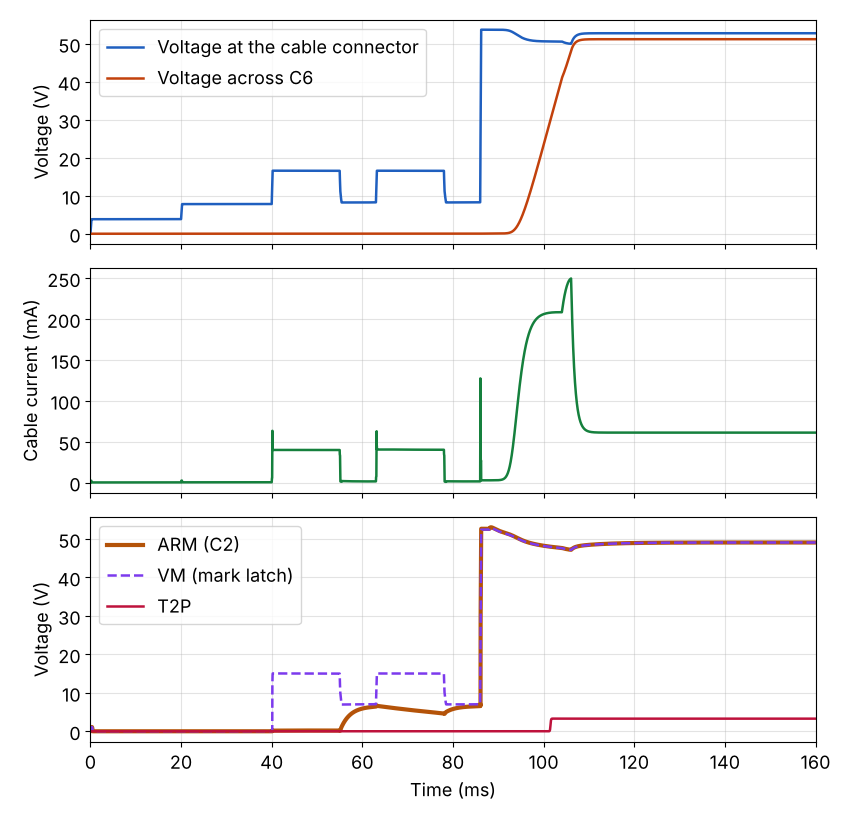 Voltage (V)
50
40
30
20
10
0
Voltage at the cable connector
Voltage across C6
Cable current (mA)
250
200
150
100
50
0
Voltage (V)
50
40
30
20
10
0
ARM (C2)
VM (mark latch)
T2P
0 20 40 60 80 100 120 140 160
Time (ms)